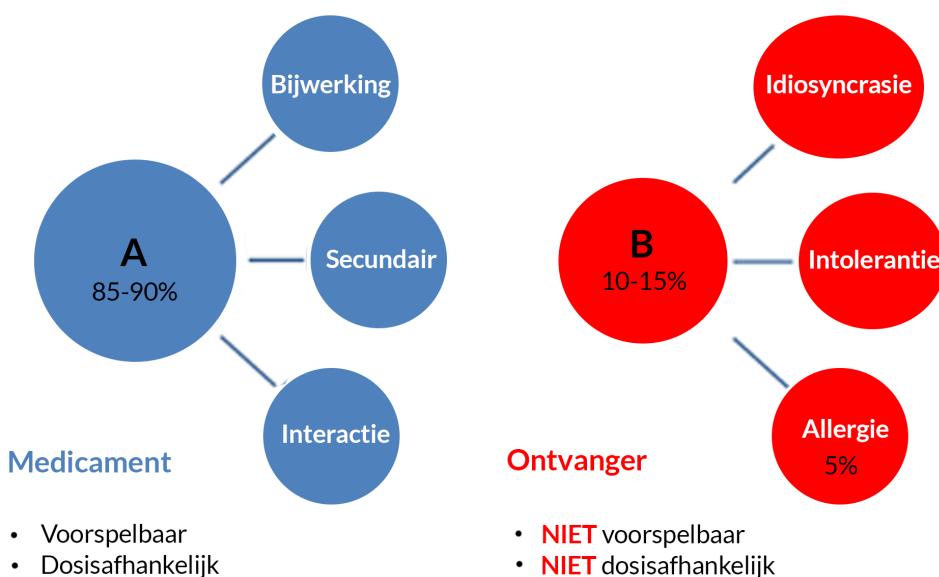 Bijwerking
A
85-90%
Secundair
Interactie
Medicament
• Voorspelbaar
• Dosisafhankelijk
Idiosyncrasie
B
10-15%
Intolerantie
Allergie
5%
Ontvanger
• NIET voorspelbaar
• NIET dosisafhankelijk